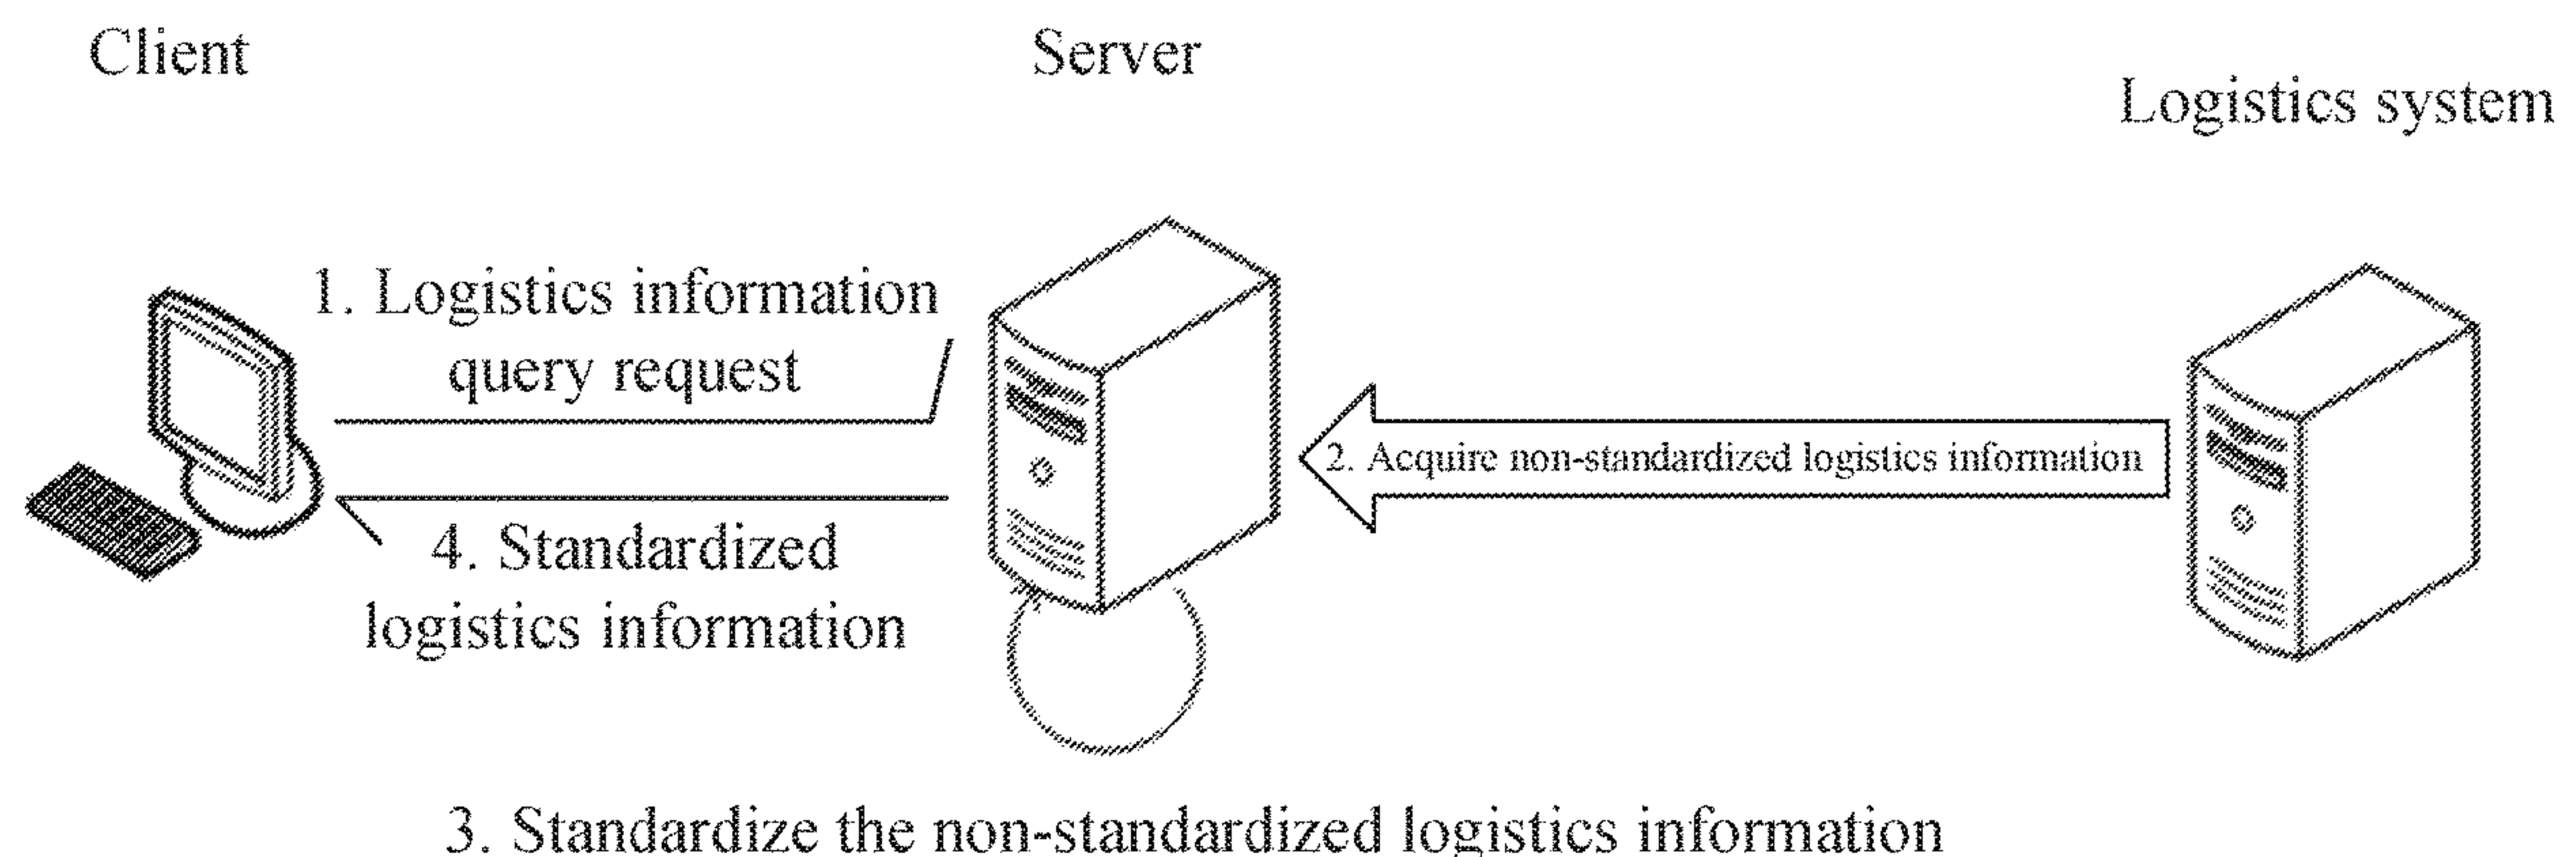 Client
Server
Logistics system
1. Logistics information
query request
2. Acquire non-standardized logistics information
4. Standardized
logistics information
3. Standardize the non-standardized logistics information